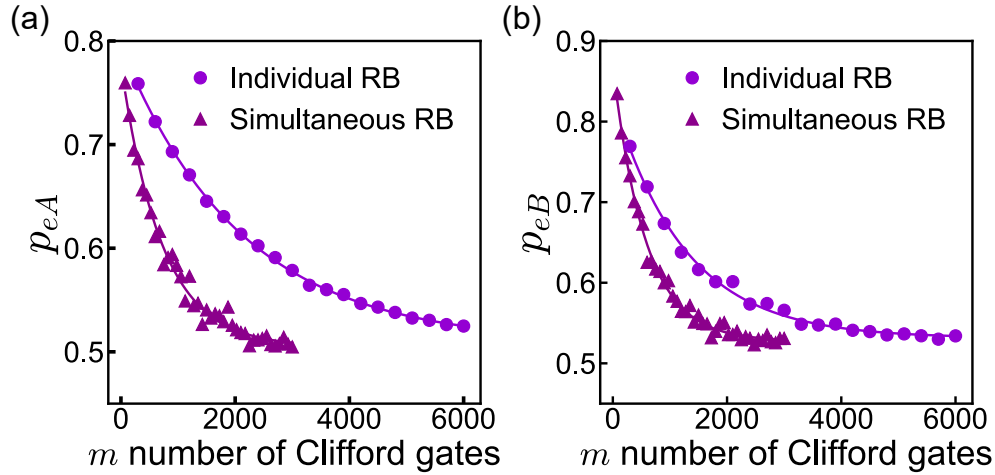 (a)
0.8
0.7
0.6
0.5
p_{eA}
Individual RB
Simultaneous RB
0 2000 4000 6000
m number of Clifford gates
(b)
0.9
0.8
0.7
0.6
0.5
p_{eB}
Individual RB
Simultaneous RB
0 2000 4000 6000
m number of Clifford gates